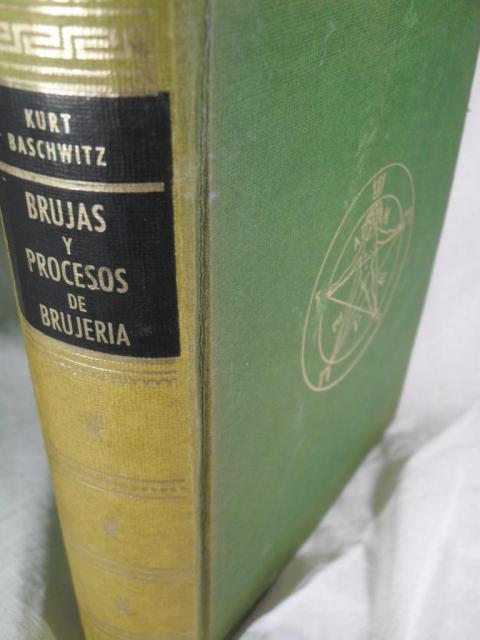 KURT
BASCHWITZ
BRUJAS
Y
PROCESOS
DE
BRUJERIA